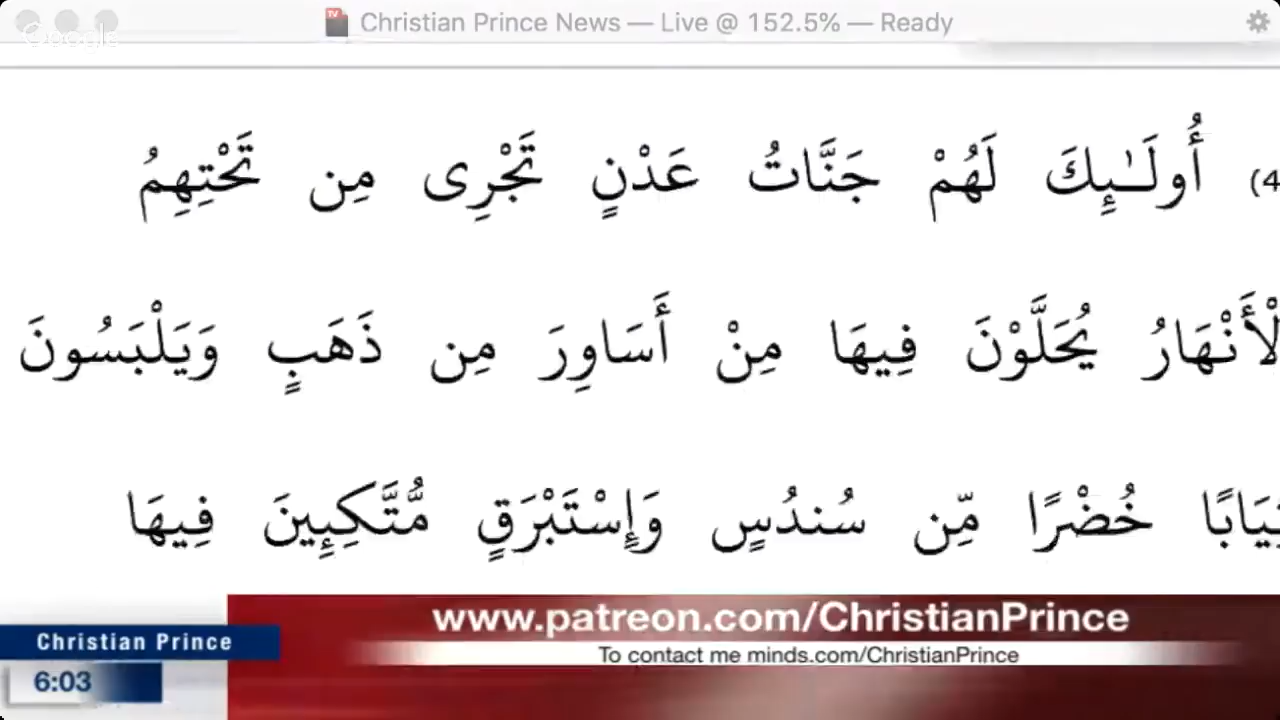 Google
Christian Prince News — Live @ 152.5% — Ready
أُولَـٰئِكَ لَهُمْ جَنَّاتُ عَدْنٍ تَجْرِى مِن تَحْتِهِمُ
وَيَلْبَسُونَ ذَهَبٍ مِن أَسَاوِرَ مِنْ فِيهَا يُحَلَّوْنَ
خُضْرًا مِّن سُندُسٍ وَإِسْتَبْرَقٍ مُّتَّكِئِينَ فِيهَا
www.patreon.com/ChristianPrince
To contact me minds.com/ChristianPrince
Christian Prince
6:03